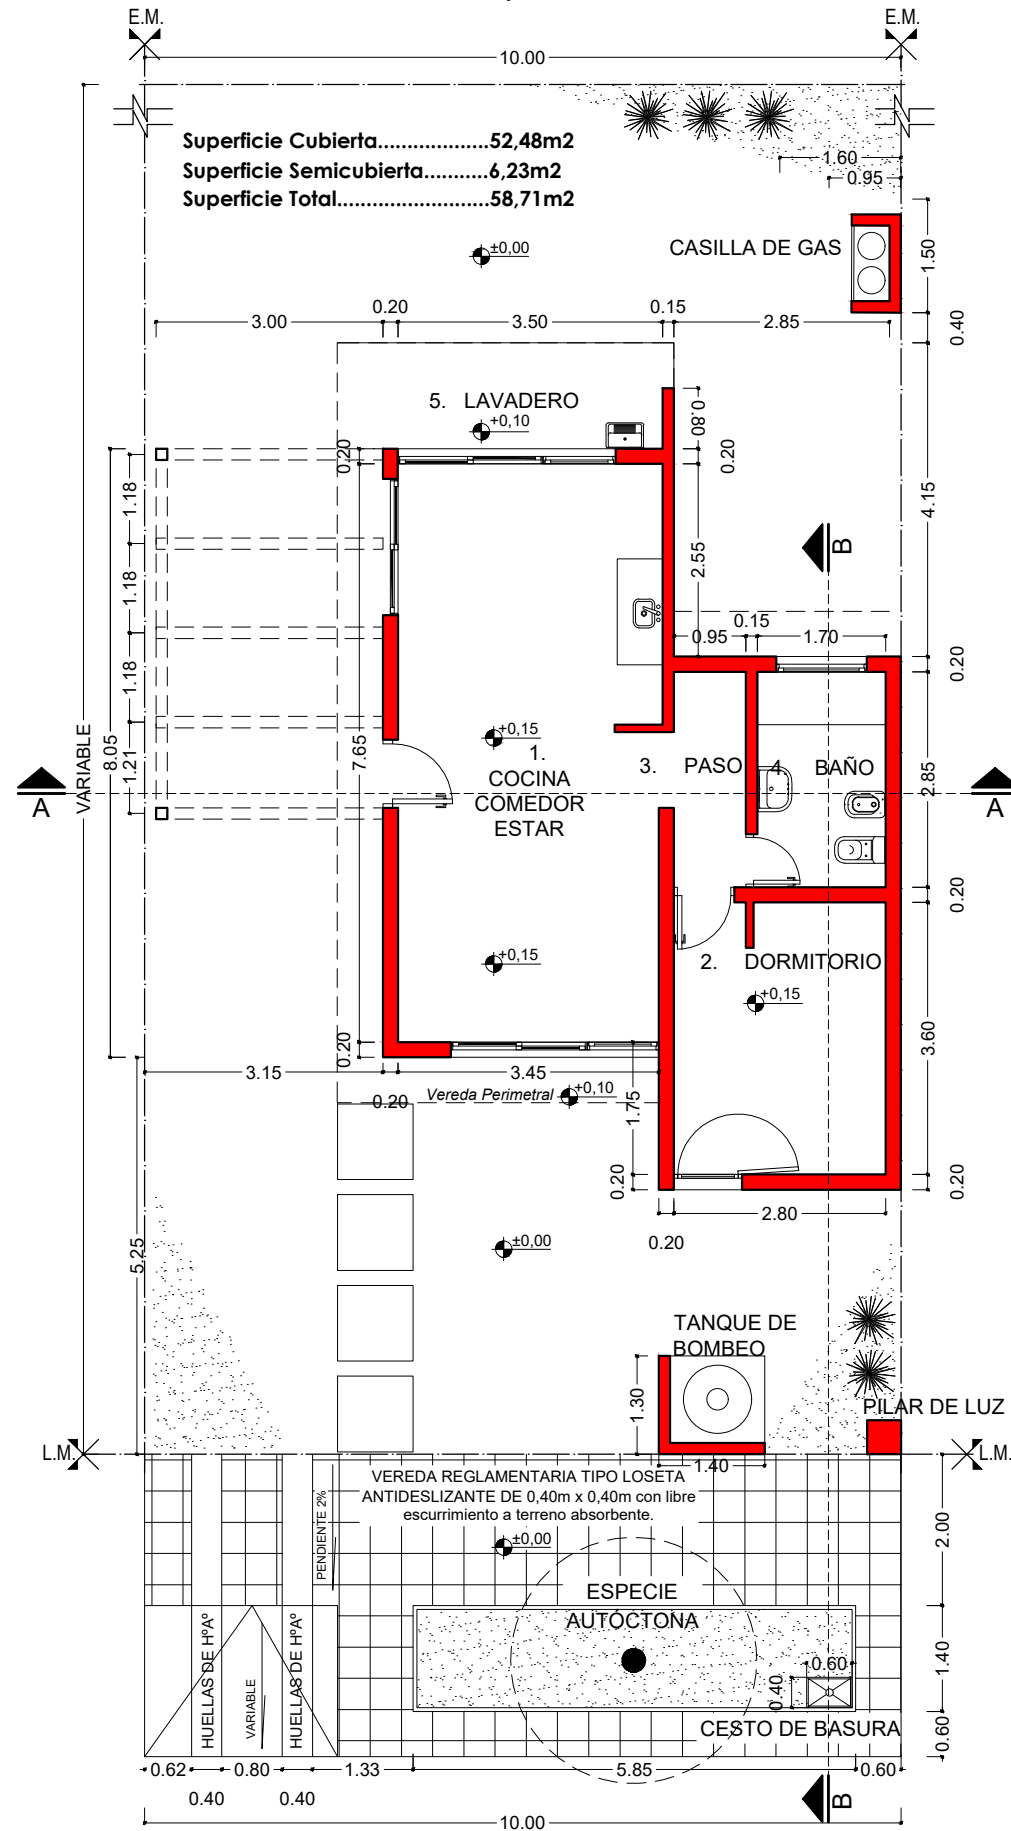 E.M.
E.M.
10.00
Superficie Cubierta...................52,48m2
Superficie Semicubierta...........6,23m2
Superficie Total..........................58,71m2
1.60
0.95
±0,00
CASILLA DE GAS
1.50
0.20
0.15
3.00
3.50
2.85
0.40
5. LAVADERO
+0,10
0.80
0.20
0.20
1.18
4.15
B
2.55
1.18
0.15
0.95
1.70
0.20
1.18
+0,15
VARIABLE
8.05
1.21
7.65
1.
COCINA
COMEDOR
ESTAR
3. PASO
4. BAÑO
2.85
A
A
0.20
+0,15
2. DORMITORIO
+0,15
3.60
0.20
3.15
3.45
0.20
Vereda Perimetral
+0,10
1.75
0.20
0.20
2.80
0.20
5.25
±0,00
TANQUE DE
BOMBEO
1.30
PILAR DE LUZ
L.M.
L.M.
1.40
VEREDA REGLAMENTARIA TIPO LOSETA
ANTIDESLIZANTE DE 0,40m x 0,40m con libre
escurrimiento a terreno absorbente.
PENDIENTE 2%
±0,00
2.00
ESPECIE
AUTÓCTONA
HUELLAS DE HºAº
VARIABLE
HUELLAS DE HºAº
0.60
0.40
1.40
CESTO DE BASURA
0.60
0.62
0.80
1.33
5.85
0.60
0.40
0.40
B
10.00